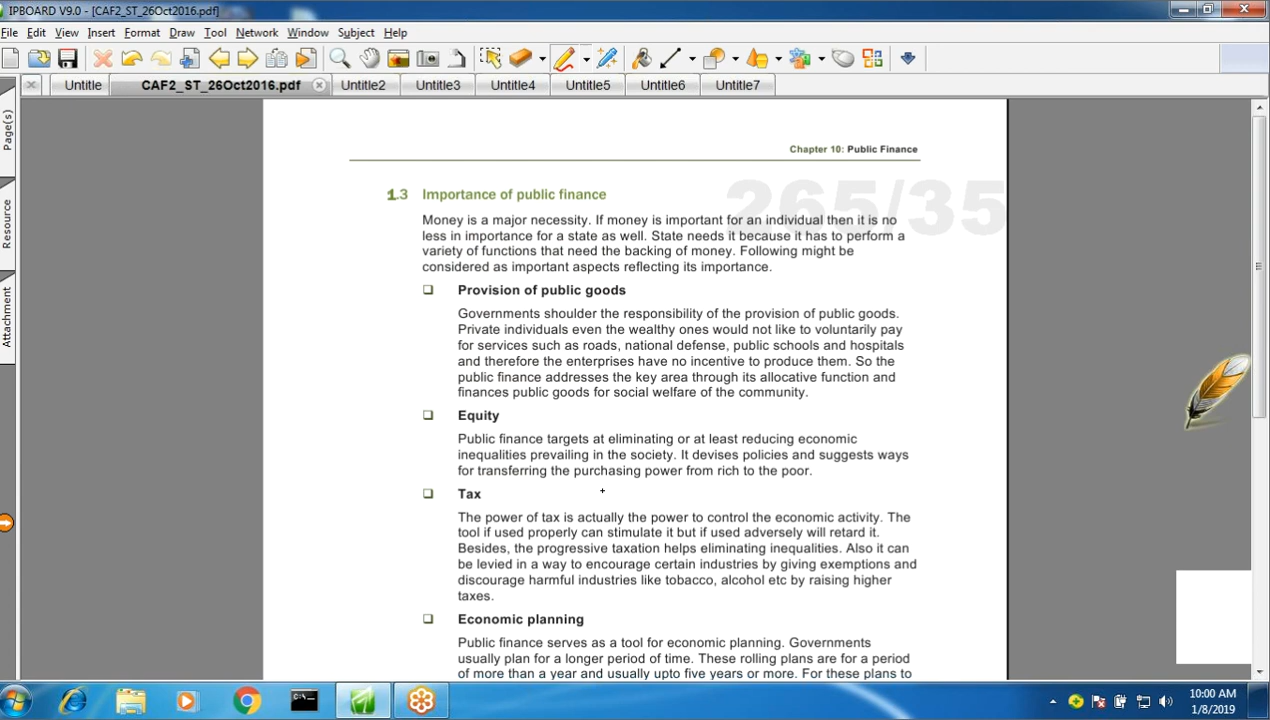 IPBOARD V9.0 - [CAF2_ST_26Oct2016.pdf]
File Edit View Insert Format Draw Tool Network Window Subject Help
Untitle CAF2_ST_26Oct2016.pdf Untitle2 Untitle3 Untitle4 Untitle5 Untitle6 Untitle7
Page(s)
Resource
Attachment
Chapter 10: Public Finance
265/35
1.3 Importance of public finance
Money is a major necessity. If money is important for an individual then it is no
less in importance for a state as well. State needs it because it has to perform a
variety of functions that need the backing of money. Following might be
considered as important aspects reflecting its importance.
❑ Provision of public goods
Governments shoulder the responsibility of the provision of public goods.
Private individuals even the wealthy ones would not like to voluntarily pay
for services such as roads, national defense, public schools and hospitals
and therefore the enterprises have no incentive to produce them. So the
public finance addresses the key area through its allocative function and
finances public goods for social welfare of the community.
❑ Equity
Public finance targets at eliminating or at least reducing economic
inequalities prevailing in the society. It devises policies and suggests ways
for transferring the purchasing power from rich to the poor.
❑ Tax
The power of tax is actually the power to control the economic activity. The
tool if used properly can stimulate it but if used adversely will retard it.
Besides, the progressive taxation helps eliminating inequalities. Also it can
be levied in a way to encourage certain industries by giving exemptions and
discourage harmful industries like tobacco, alcohol etc by raising higher
taxes.
❑ Economic planning
Public finance serves as a tool for economic planning. Governments
usually plan for a longer period of time. These rolling plans are for a period
of more than a year and usually upto five years or more. For these plans to
10:00 AM
1/8/2019